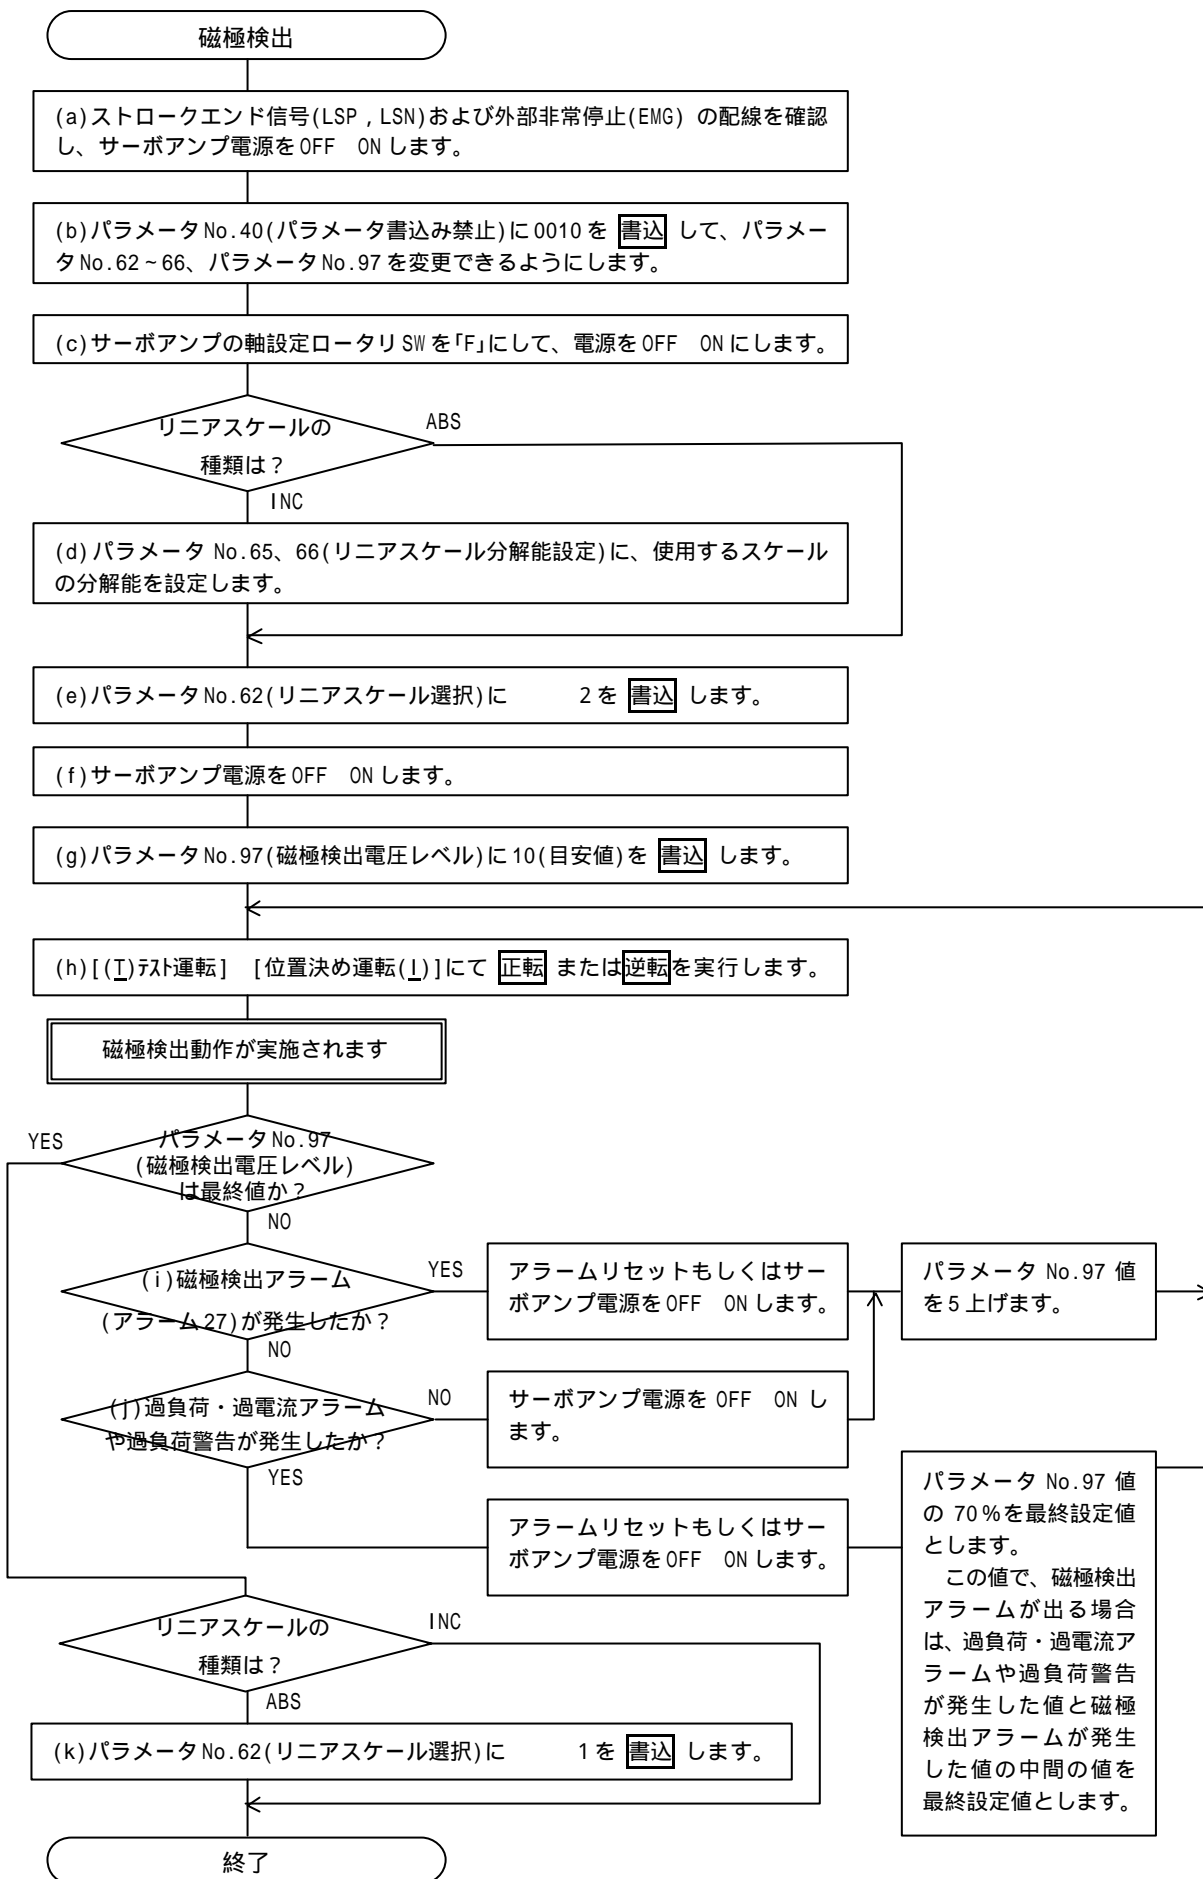 磁極検出
(a)ストロークエンド信号(LSP,LSN)および外部非常停止(EMG) の配線を確認
し、サーボアンプ電源をOFF ONします。
(b)パラメータNo.40(パラメータ書込み禁止)に0010を 書込 して、パラメー
タNo.62~66、パラメータNo.97を変更できるようにします。
(c)サーボアンプの軸設定ロータリSWを「F」にして、電源をOFF ONにします。
リニアスケールの
種類は?
ABS
INC
(d)パラメータ No.65、66(リニアスケール分解能設定)に、使用するスケール
の分解能を設定します。
(e)パラメータNo.62(リニアスケール選択)に 2を 書込 します。
(f)サーボアンプ電源をOFF ONします。
(g)パラメータNo.97(磁極検出電圧レベル)に10(目安値)を 書込 します。
(h)[(T)ﾃｽﾄ運転] [位置決め運転(I)]にて 正転 または逆転を実行します。
磁極検出動作が実施されます
YES
パラメータNo.97
(磁極検出電圧レベル)
は最終値か?
NO
(i)磁極検出アラーム
(アラーム27)が発生したか?
YES
アラームリセットもしくはサー
ボアンプ電源をOFF ONします。
パラメータ No.97 値
を5上げます。
NO
(j)過負荷・過電流アラーム
や過負荷警告が発生したか?
NO
サーボアンプ電源を OFF ON し
ます。
YES
アラームリセットもしくはサー
ボアンプ電源をOFF ONします。
パラメータ No.97 値
の 70%を最終設定値
とします。
この値で、磁極検出
アラームが出る場合
は、過負荷・過電流ア
ラームや過負荷警告
が発生した値と磁極
検出アラームが発生
した値の中間の値を
最終設定値とします。
リニアスケールの
種類は?
INC
ABS
(k)パラメータNo.62(リニアスケール選択)に 1を 書込 します。
終了